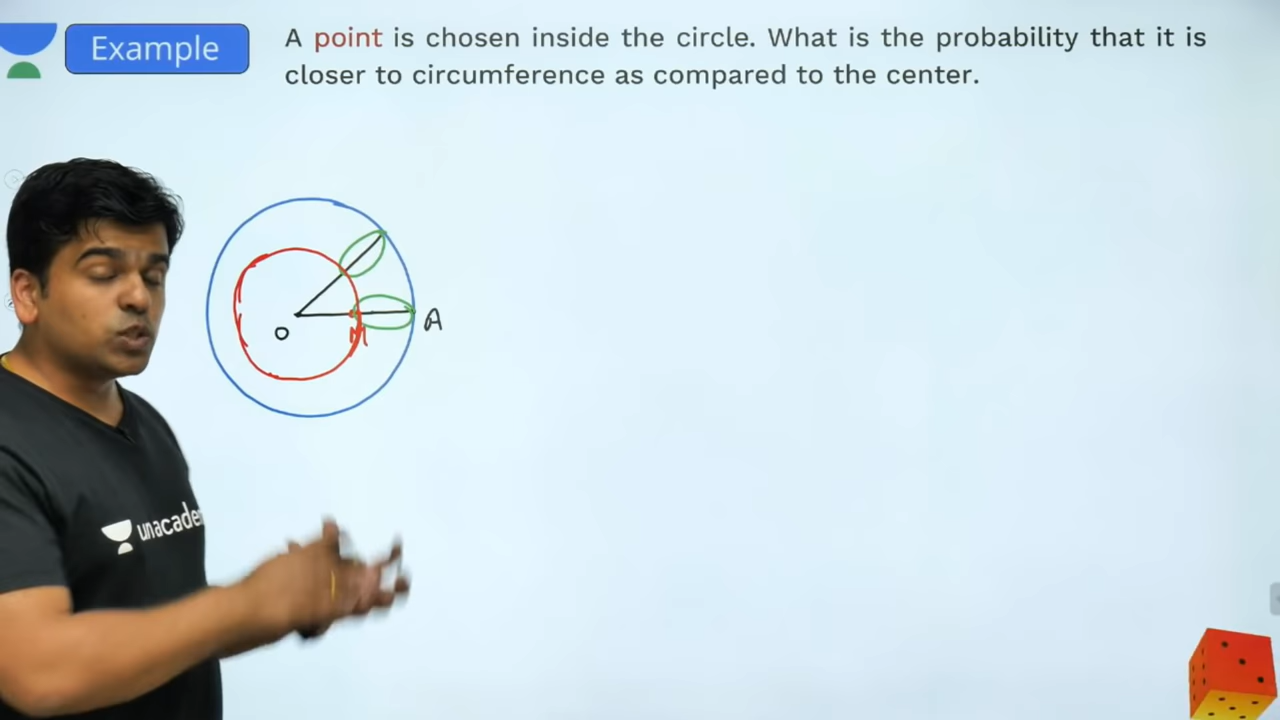 Example
A point is chosen inside the circle. What is the probability that it is
closer to circumference as compared to the center.
O
M
A
unacade